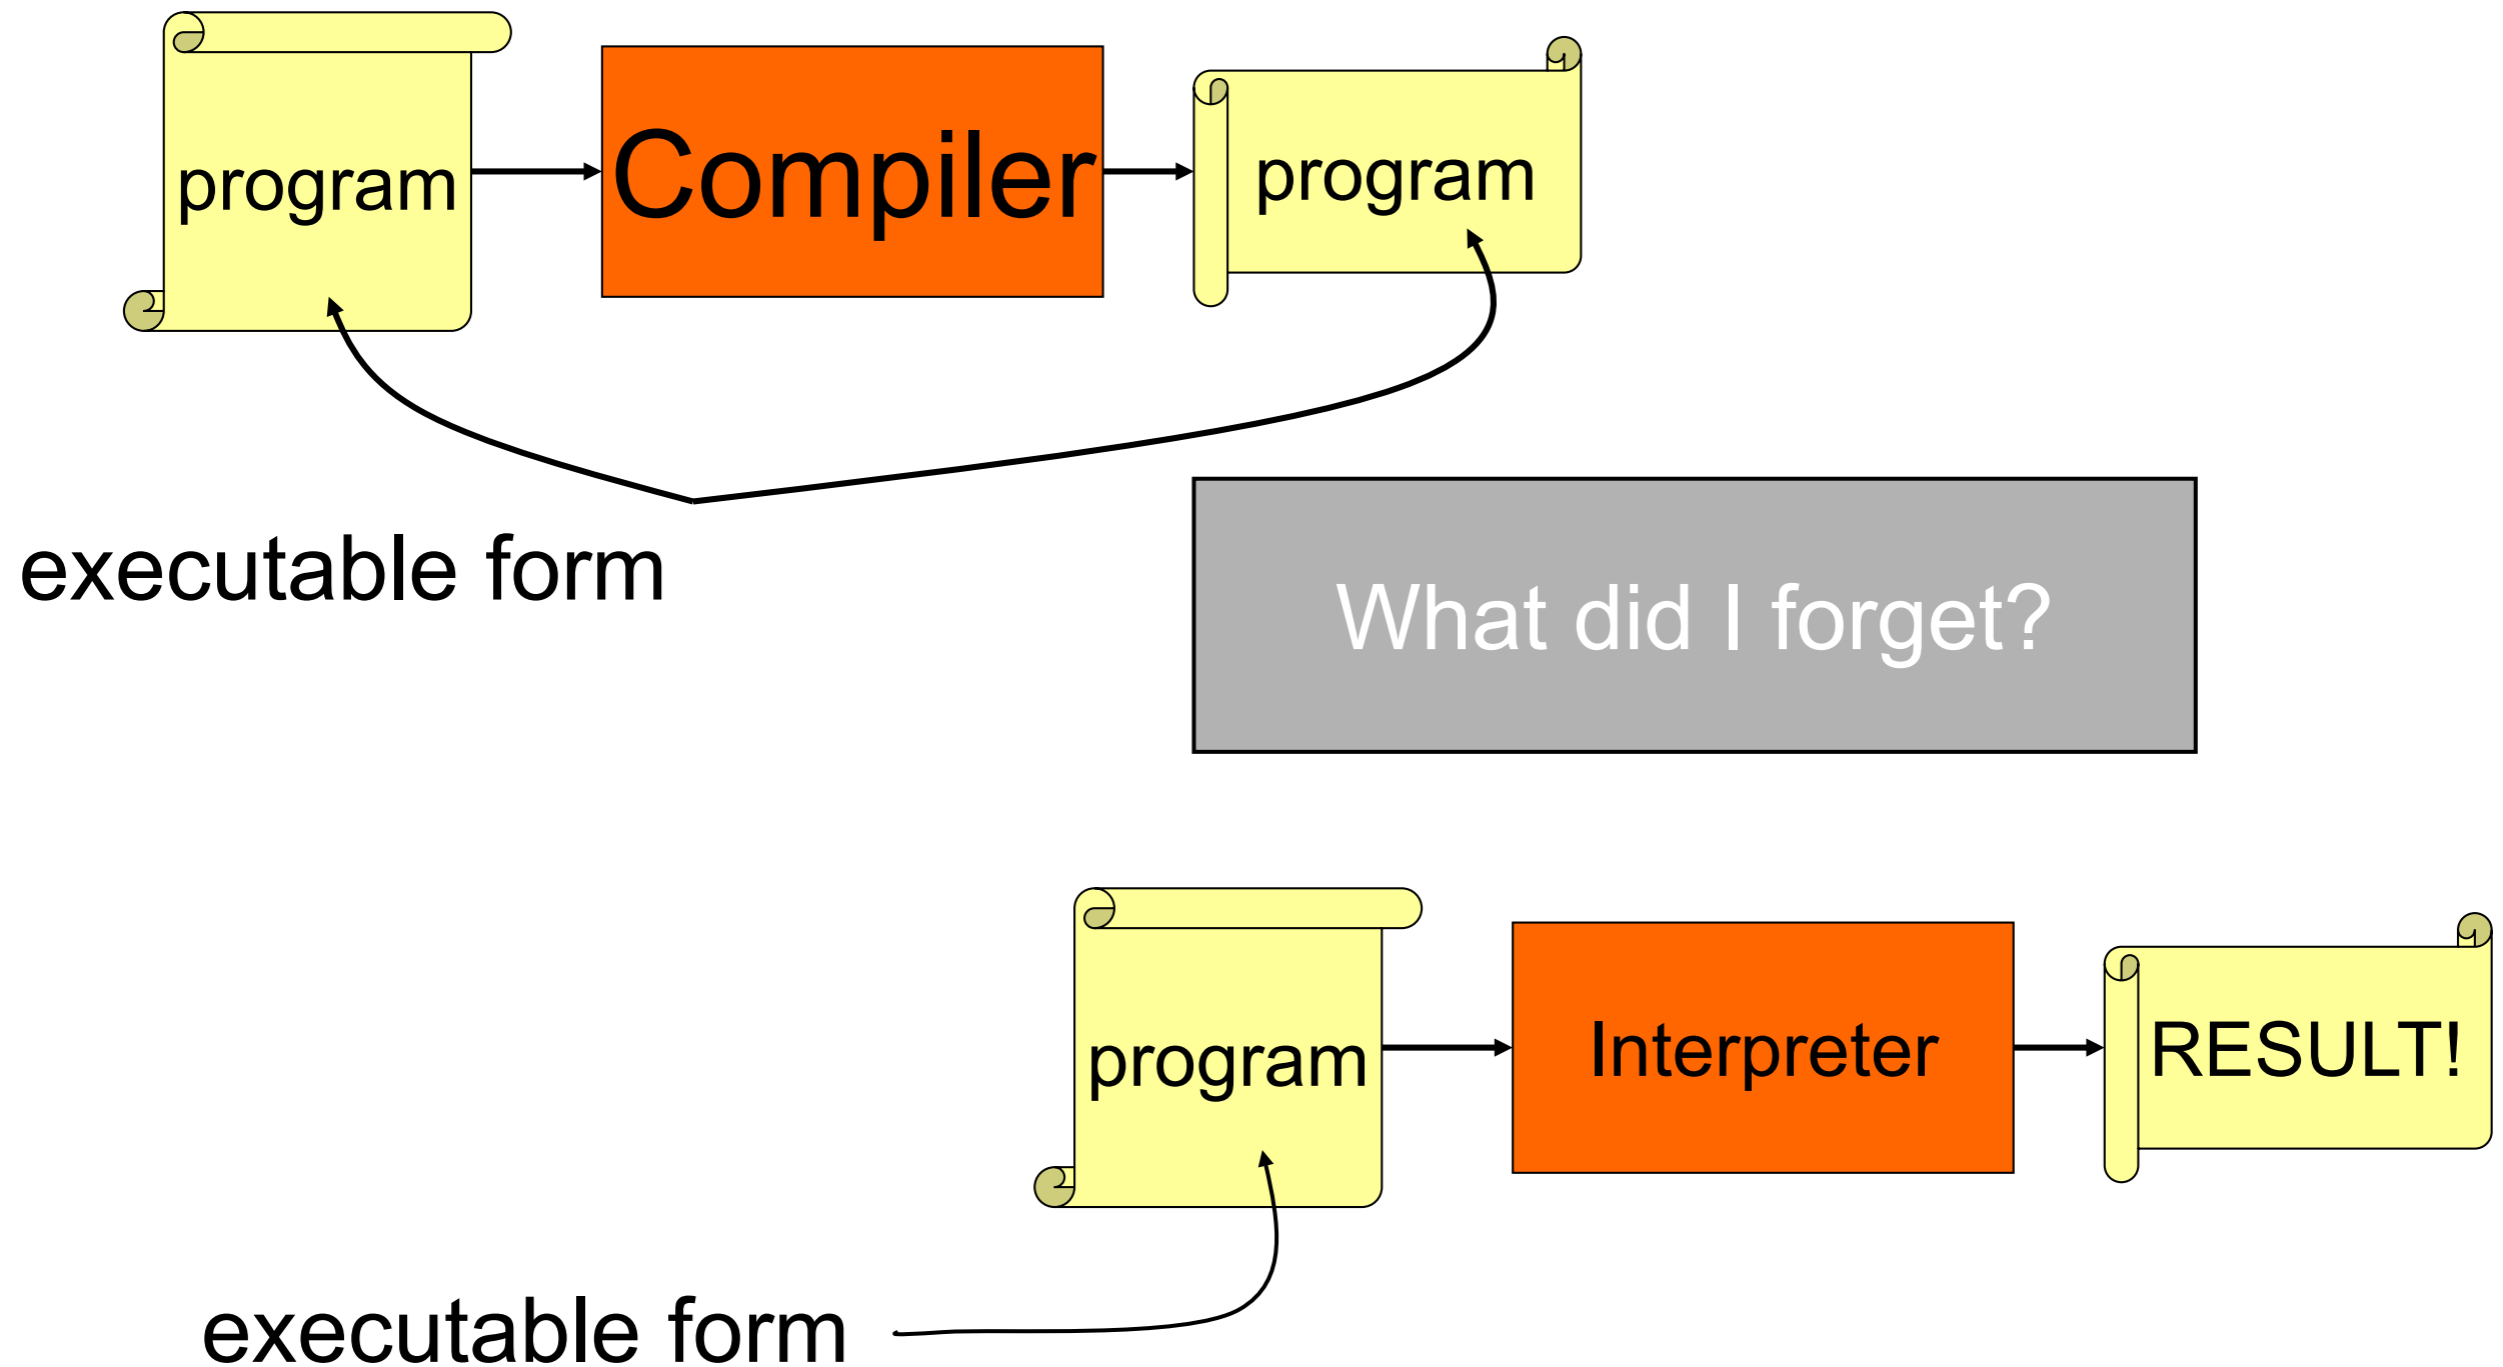 program
Compiler
program
executable form
What did I forget?
program
Interpreter
RESULT!
executable form